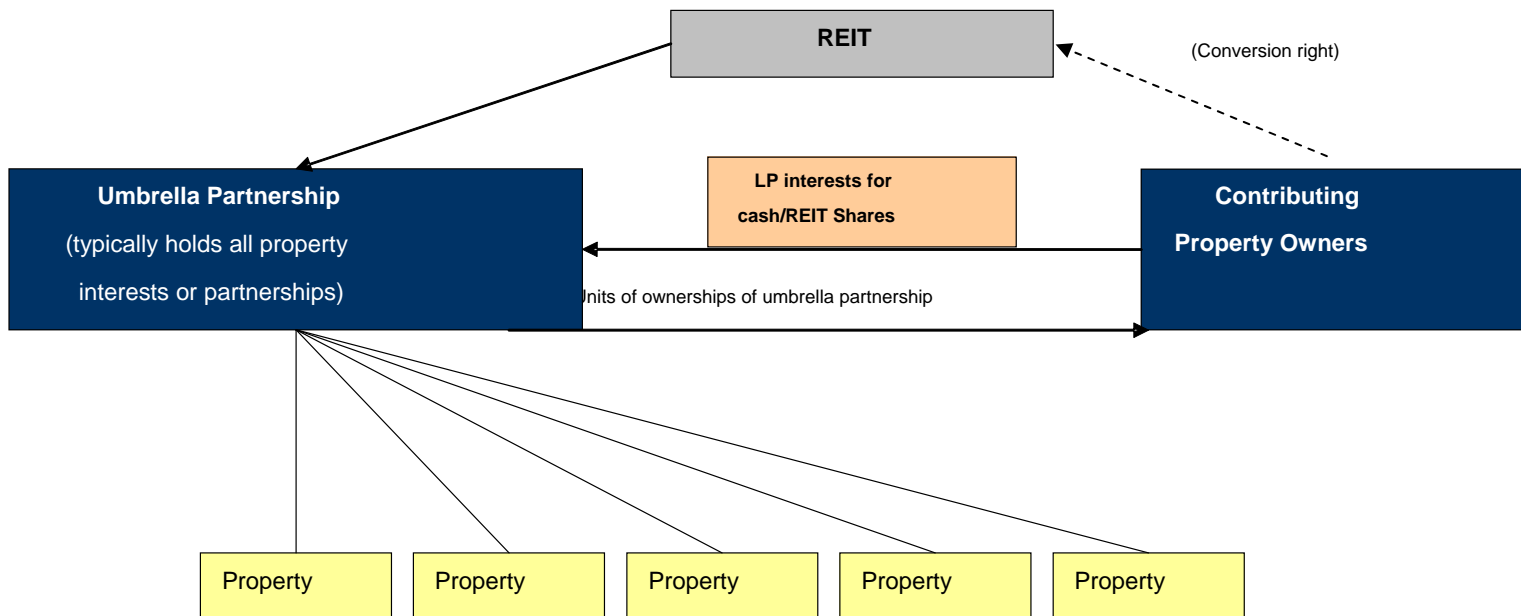 REIT
(Conversion right)
Umbrella Partnership
(typically holds all property
interests or partnerships)
LP interests for
cash/REIT Shares
Contributing
Property Owners
Units of ownerships of umbrella partnership
Property
Property
Property
Property
Property